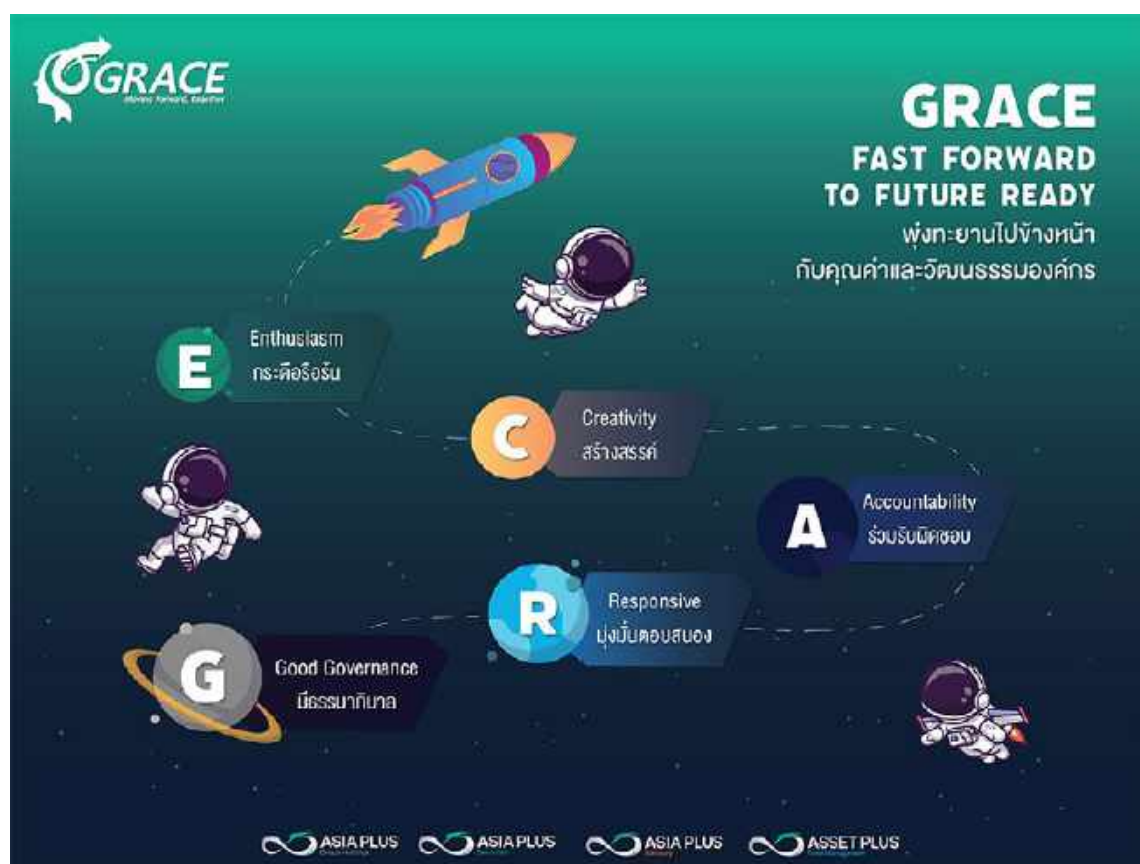 GRACE
Moving Forward, Together
GRACE
FAST FORWARD
TO FUTURE READY
พุ่งทะยานไปข้างหน้า
กับคุณค่าและวัฒนธรรมองค์กร
E
Enthusiasm
กระตือรือร้น
C
Creativity
สร้างสรรค์
A
Accountability
ร่วมรับผิดชอบ
R
Responsive
มุ่งมั่นตอบสนอง
G
Good Governance
มีธรรมาภิบาล
ASIA PLUS
ASIA PLUS
ASIA PLUS
ASSET PLUS